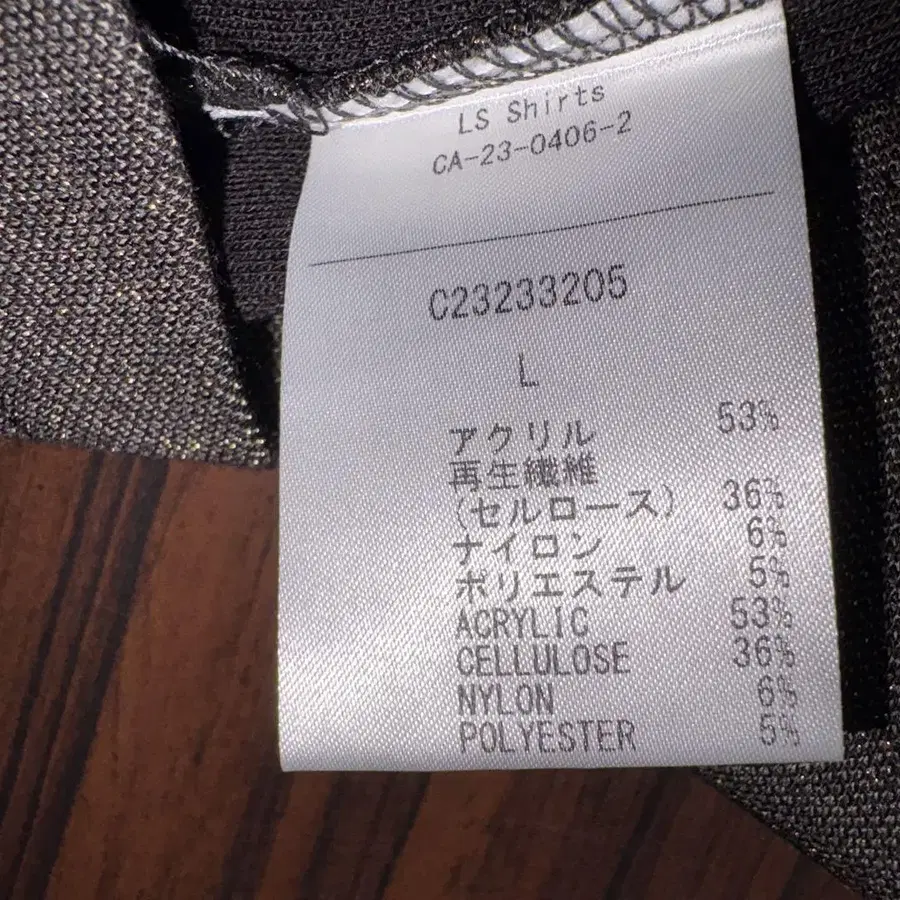 LS Shirts
CA-23-0406-2
C23233205
L
アクリル 53%
再生繊維
(セルロース) 36%
ナイロン 6%
ポリエステル 5%
ACRYLIC 53%
CELLULOSE 36%
NYLON 6%
POLYESTER 5%